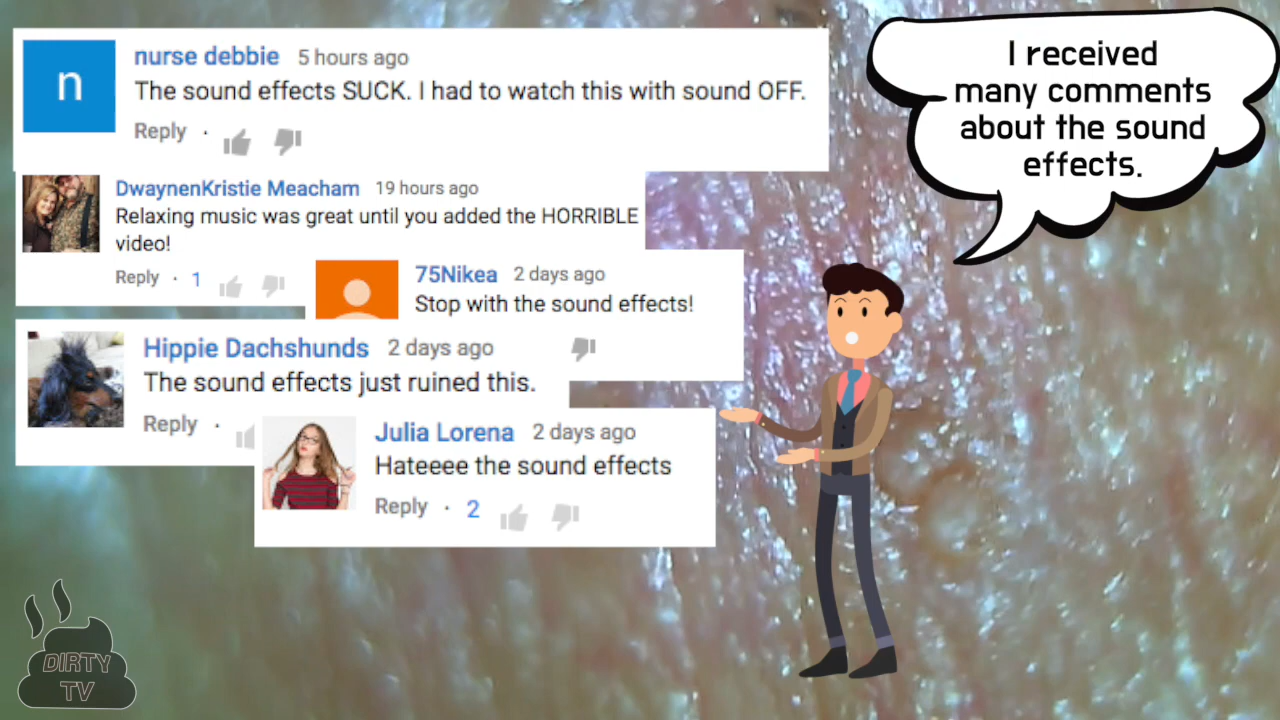 n
nurse debbie 5 hours ago
The sound effects SUCK. I had to watch this with sound OFF.
Reply ·
DwaynenKristie Meacham 19 hours ago
Relaxing music was great until you added the HORRIBLE
video!
Reply · 1
75Nikea 2 days ago
Stop with the sound effects!
Hippie Dachshunds 2 days ago
The sound effects just ruined this.
Reply ·
Julia Lorena 2 days ago
Hateeee the sound effects
Reply · 2
I received
many comments
about the sound
effects.
DIRTY
TV